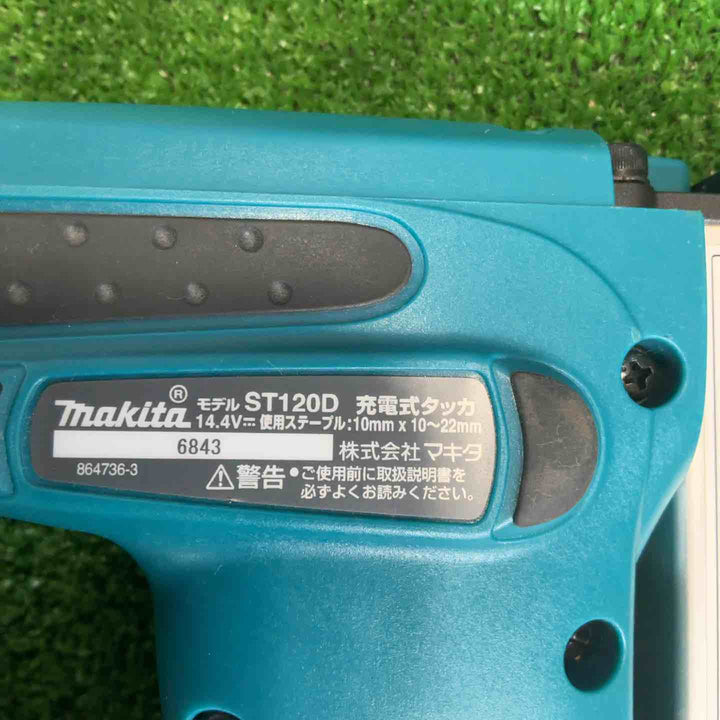 makita® モデル ST120D 充電式タッカ
14.4V⎓ 使用ステープル:10mm x 10~22mm
6843 株式会社マキタ
864736-3
⚠警告 •ご使用前に取扱説明書を
必ずよくお読みください。